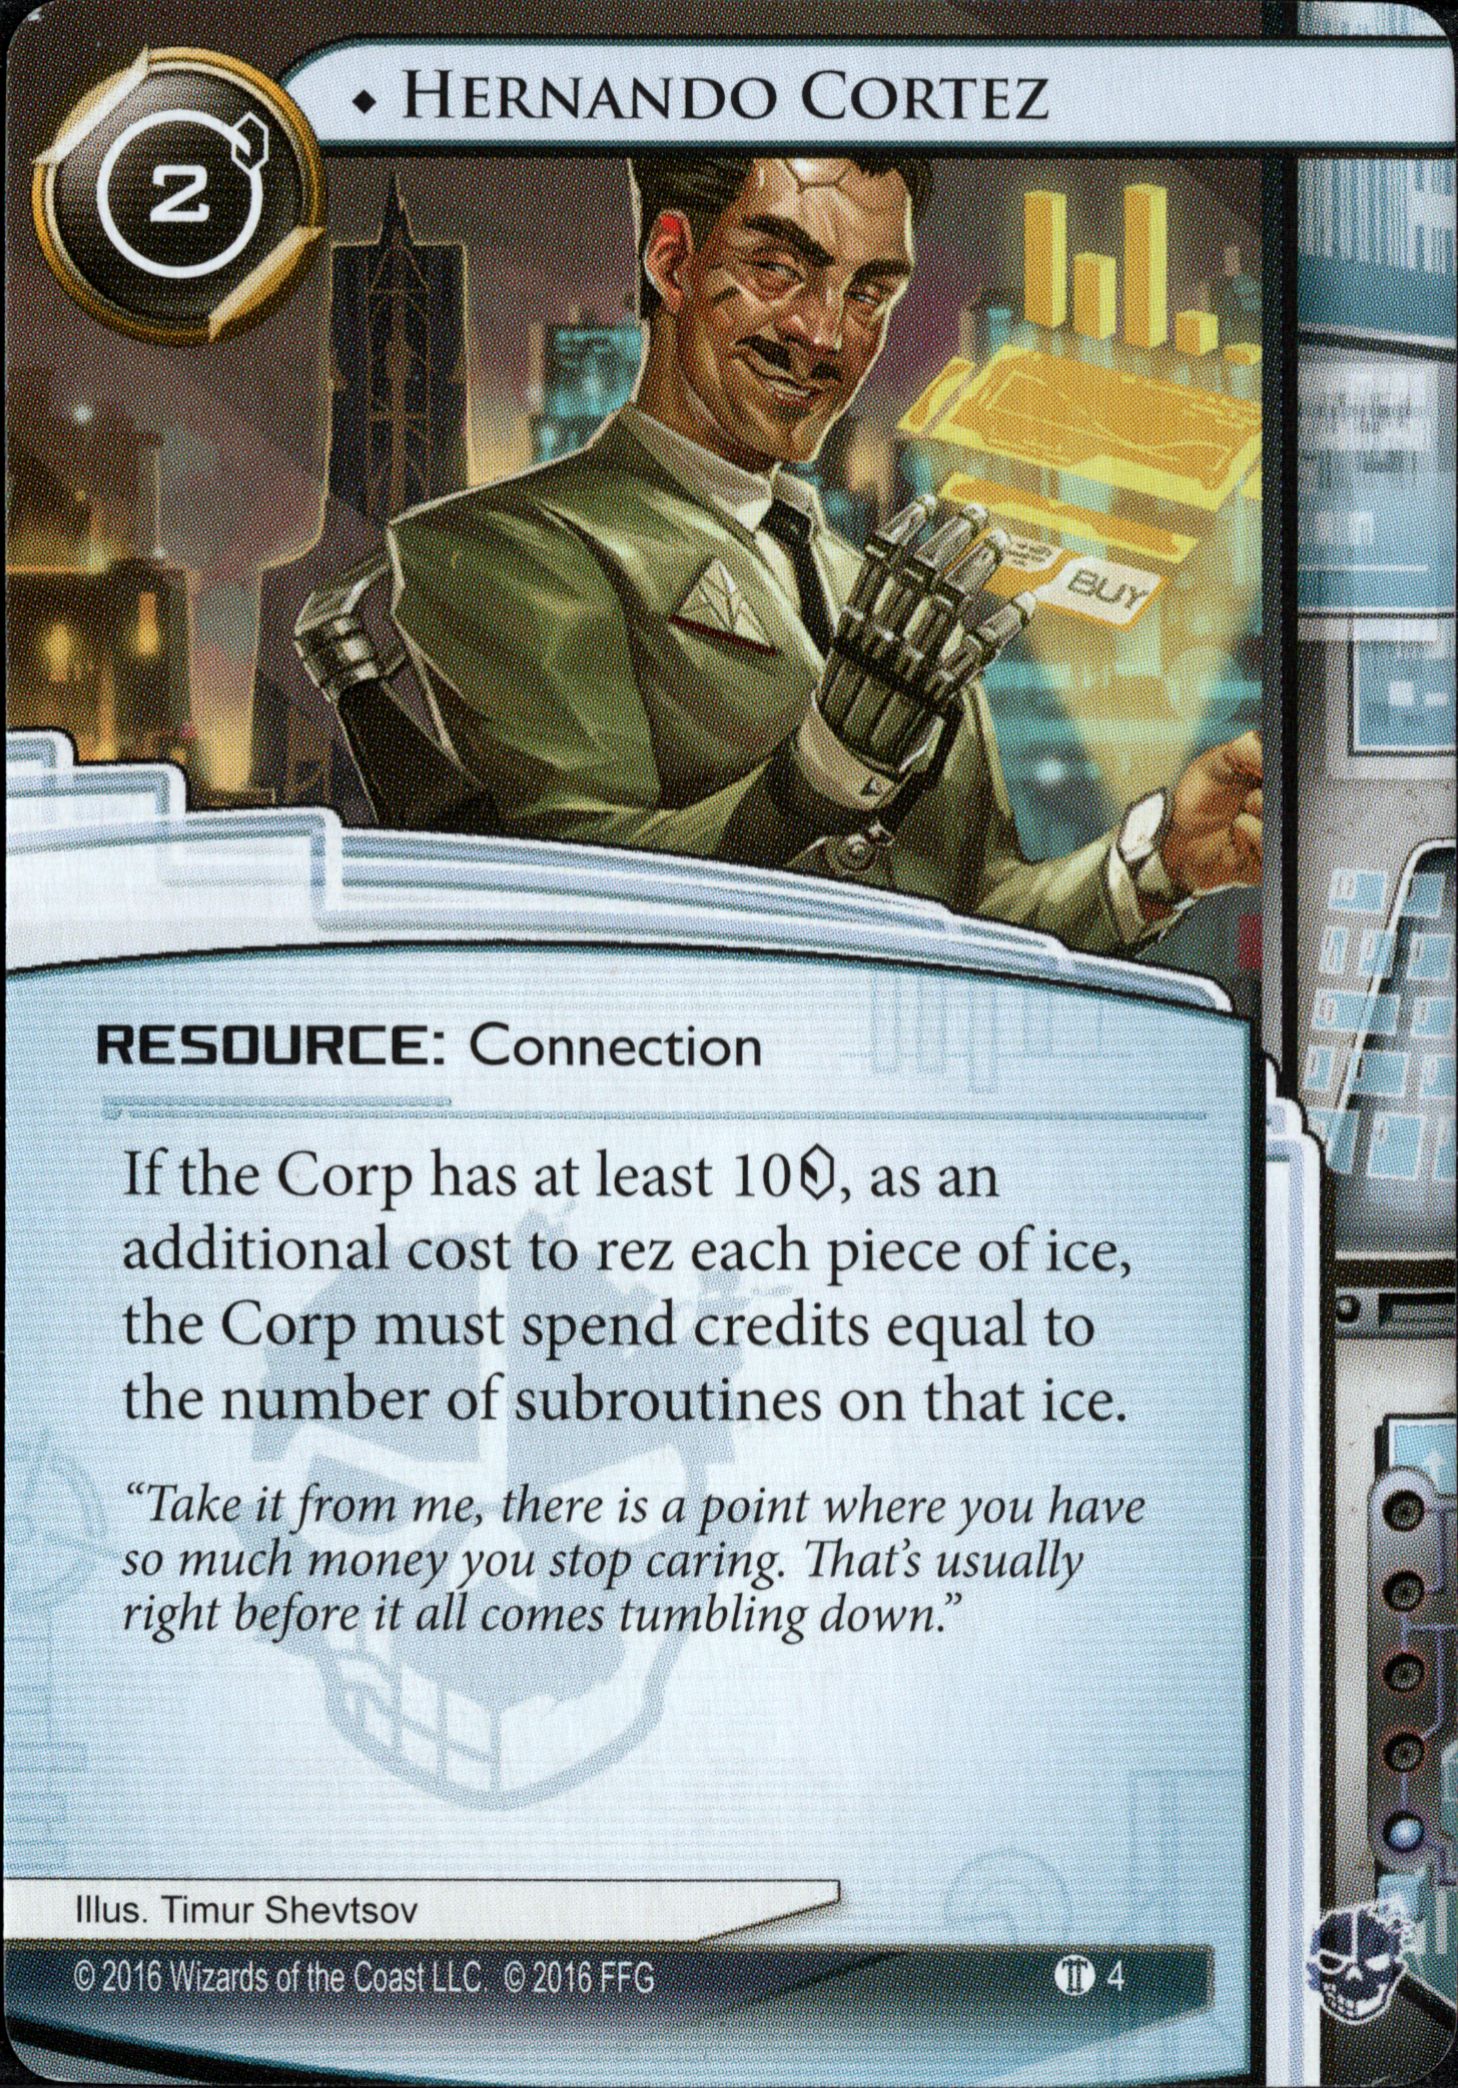 2
◆ HERNANDO CORTEZ
BUY
RESOURCE: Connection
If the Corp has at least 10, as an
additional cost to rez each piece of ice,
the Corp must spend credits equal to
the number of subroutines on that ice.
“Take it from me, there is a point where you have
so much money you stop caring. That’s usually
right before it all comes tumbling down.”
Illus. Timur Shevtsov
© 2016 Wizards of the Coast LLC. © 2016 FFG
4